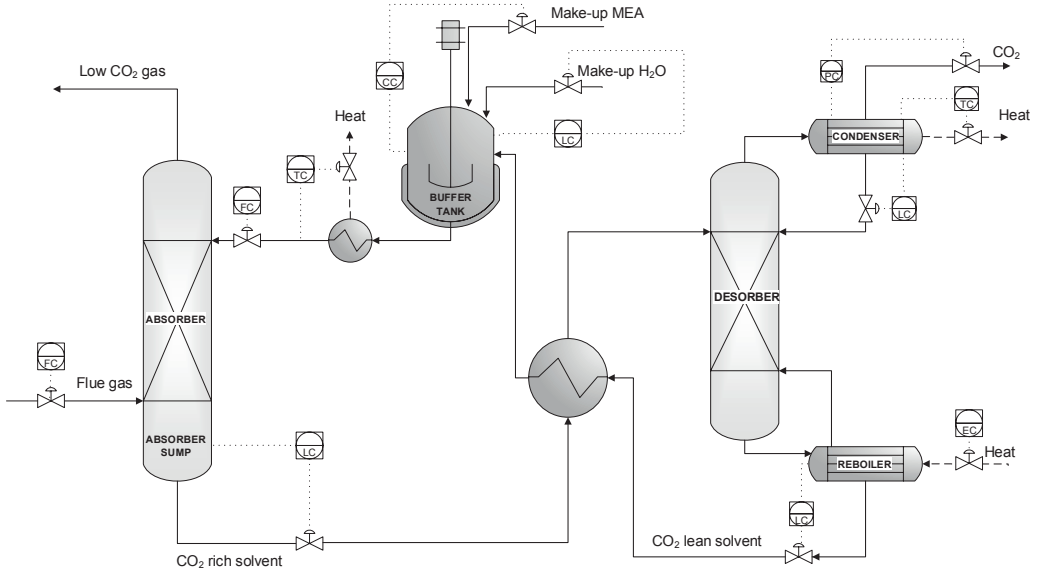 Make-up MEA
CO₂
Low CO₂ gas
CC
PC
Make-up H₂O
TC
Heat
Heat
LC
CONDENSER
TC
BUFFER
TANK
FC
LC
DESORBER
ABSORBER
FC
Flue gas
ABSORBER
SUMP
LC
FC
Heat
REBOILER
LC
CO₂ lean solvent
CO₂ rich solvent